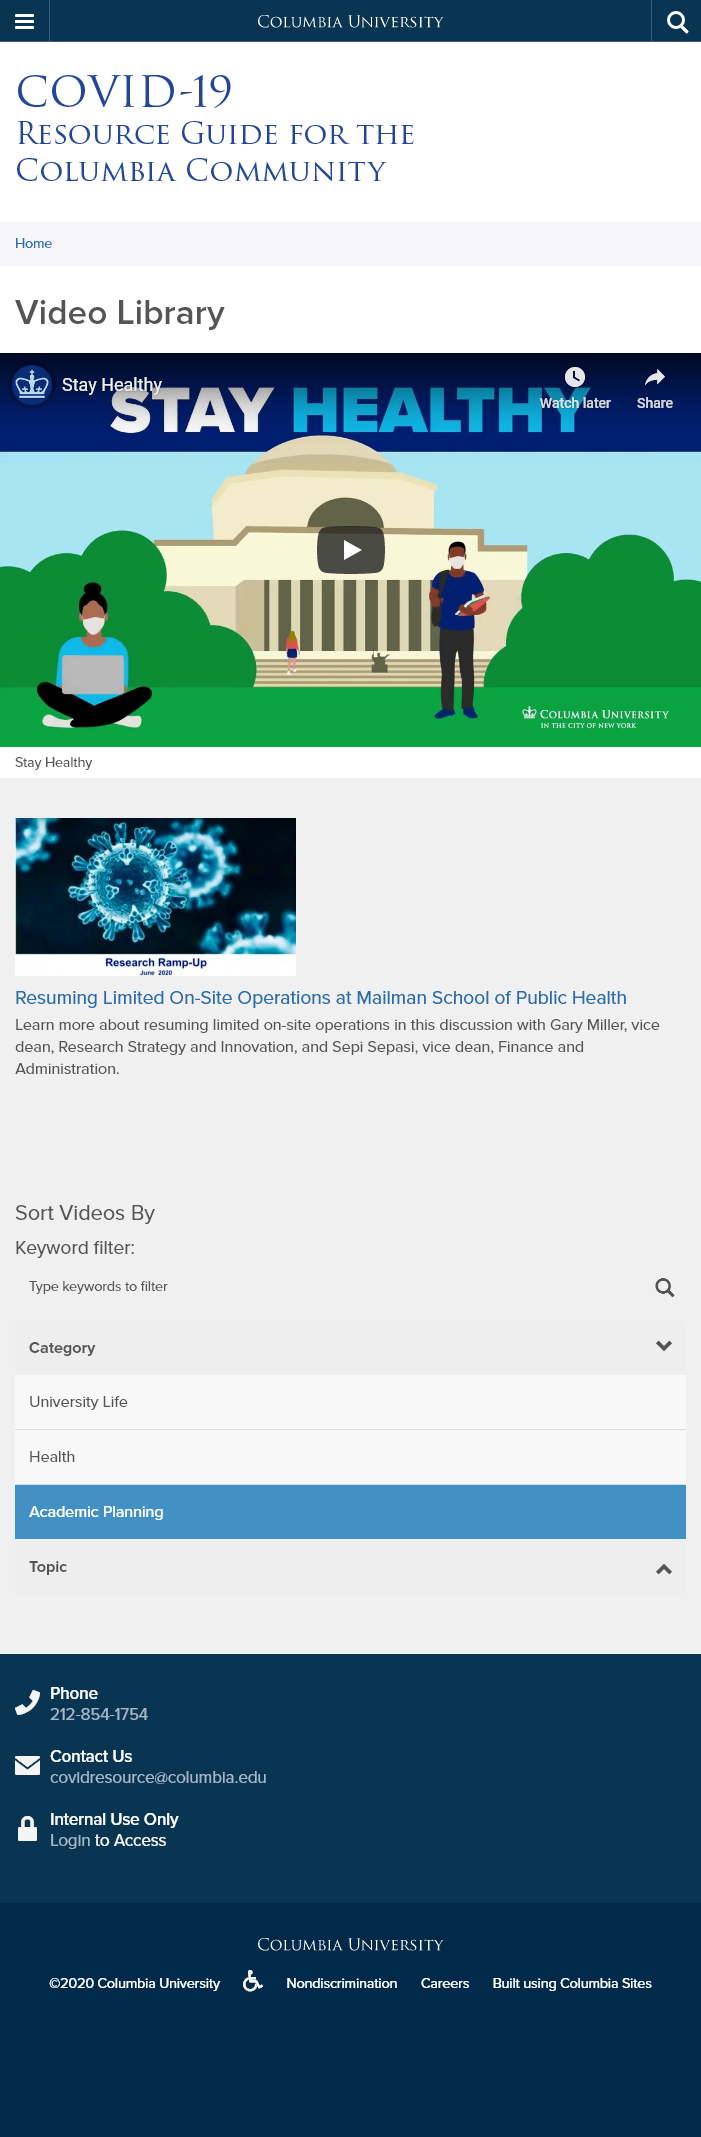 Columbia University
COVID-19
Resource Guide for the
Columbia Community
Home
Video Library
Stay Healthy
STAY HEALTHY
Watch later
Share
Columbia University
IN THE CITY OF NEW YORK
Stay Healthy
Research Ramp-Up
June 2020
Resuming Limited On-Site Operations at Mailman School of Public Health
Learn more about resuming limited on-site operations in this discussion with Gary Miller, vice
dean, Research Strategy and Innovation, and Sepi Sepasi, vice dean, Finance and
Administration.
Sort Videos By
Keyword filter:
Type keywords to filter
Category
University Life
Health
Academic Planning
Topic
Phone
212-854-1754
Contact Us
covidresource@columbia.edu
Internal Use Only
Login to Access
Columbia University
©2020 Columbia University Nondiscrimination Careers Built using Columbia Sites